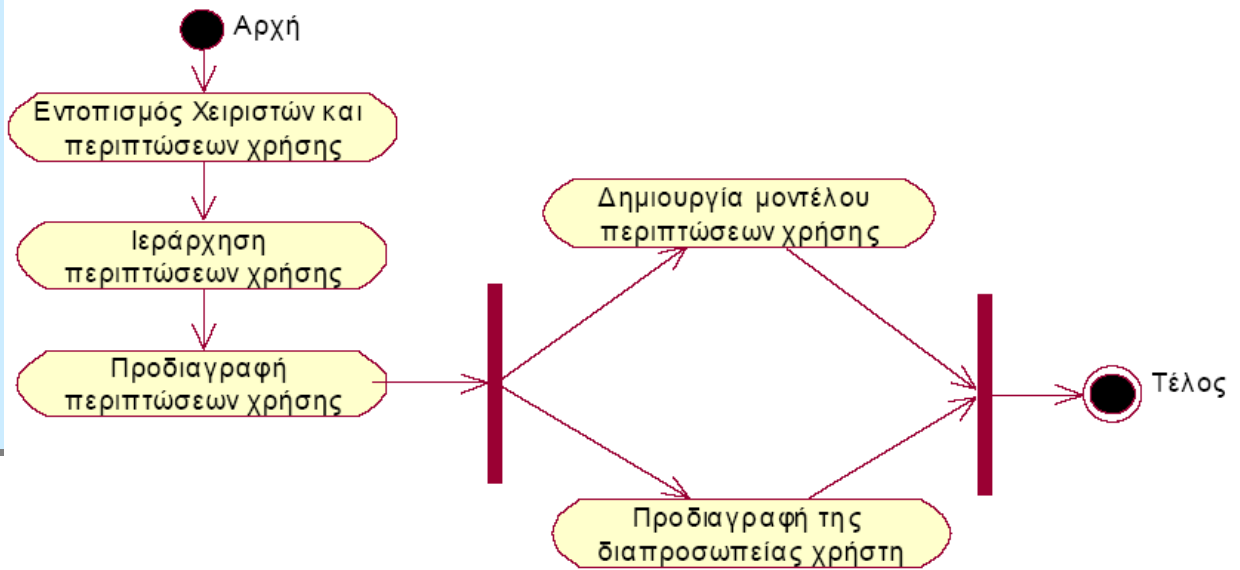 Αρχή
Εντοπισμός Χειριστών και
περιπτώσεων χρήσης
Ιεράρχηση
περιπτώσεων χρήσης
Προδιαγραφή
περιπτώσεων χρήσης
Δημιουργία μοντέλου
περιπτώσεων χρήσης
Προδιαγραφή της
διαπροσωπείας χρήστη
Τέλος